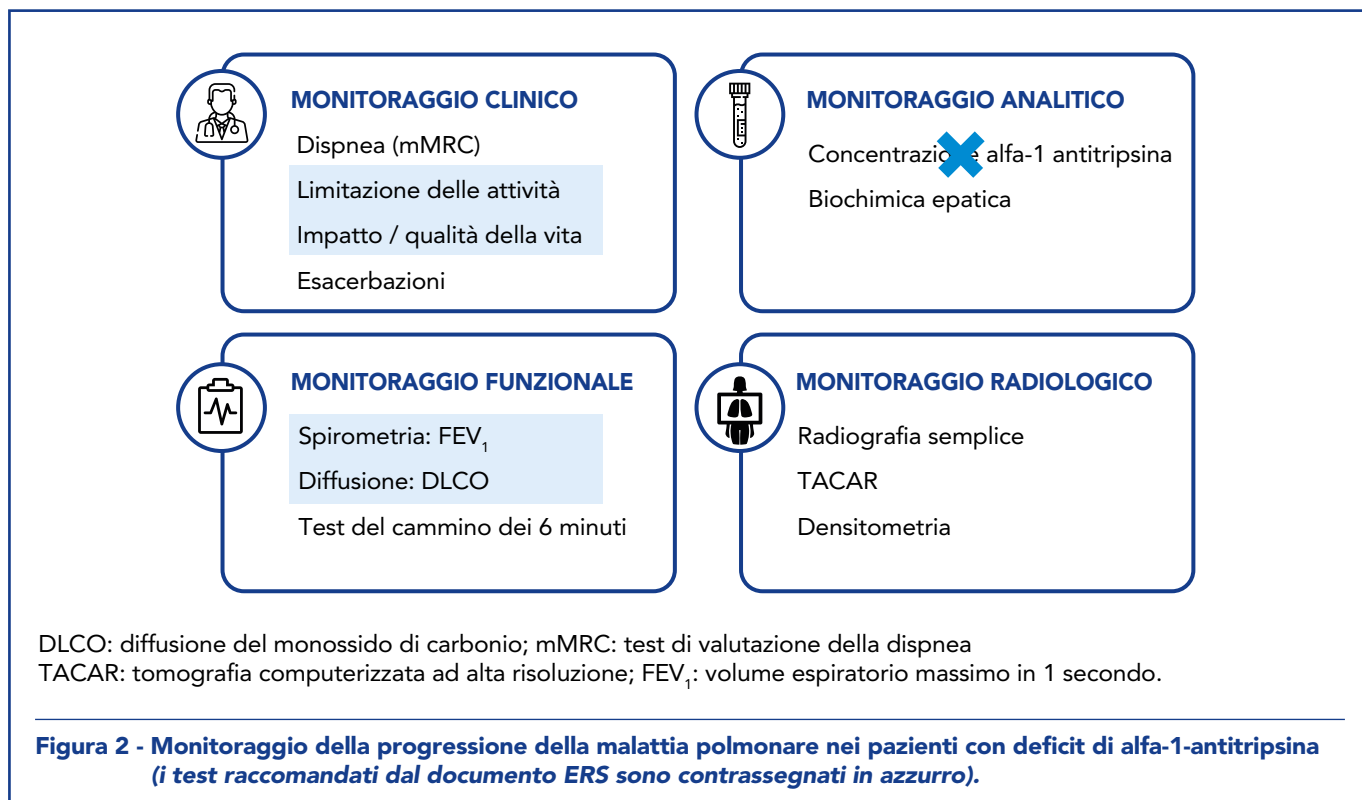 MONITORAGGIO CLINICO
Dispnea (mMRC)
Limitazione delle attività
Impatto / qualità della vita
Esacerbazioni
MONITORAGGIO ANALITICO
Concentrazione alfa-1 antitripsina
Biochimica epatica
MONITORAGGIO FUNZIONALE
Spirometria: FEV₁
Diffusione: DLCO
Test del cammino dei 6 minuti
MONITORAGGIO RADIOLOGICO
Radiografia semplice
TACAR
Densitometria
DLCO: diffusione del monossido di carbonio; mMRC: test di valutazione della dispnea
TACAR: tomografia computerizzata ad alta risoluzione; FEV₁: volume espiratorio massimo in 1 secondo.
Figura 2 - Monitoraggio della progressione della malattia polmonare nei pazienti con deficit di alfa-1-antitripsina
(i test raccomandati dal documento ERS sono contrassegnati in azzurro).